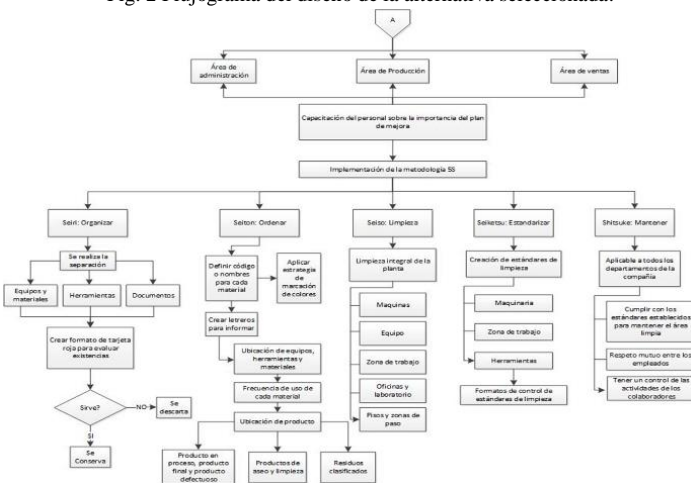 Fig. 2 Flujograma del diseño de la alternativa seleccionada.
A
Área de
administración
Área de Producción
Área de ventas
Capacitación del personal sobre la importancia del plan
de mejora
Implementación de la metodología 5S
Seiri: Organizar
Seiton: Ordenar
Seiso: Limpieza
Seiketsu: Estandarizar
Shitsuke: Mantener
Se realiza la
separación
Equipos y
materiales
Herramientas
Documentos
Crear formato de tarjeta
roja para evaluar
existencias
Sirve?
NO
Se
descarta
SI
Se
Conserva
Definir código
o nombres
para cada
material
Aplicar
estrategia
de
marcación
de colores
Crear letreros
para informar
Ubicación de equipos,
herramientas y
materiales
Frecuencia de uso de
cada material
Ubicación de producto
Producto en
proceso, producto
final y producto
defectuoso
Productos de
aseo y limpieza
Residuos
clasificados
Limpieza integral de la
planta
Maquinas
Equipo
Zona de trabajo
Oficinas y
laboratorio
Pisos y zonas de
paso
Creación de estándares de
limpieza
Maquinaria
Zona de trabajo
Herramientas
Formatos de control de
estándares de limpieza
Aplicable a todos los
departamentos de la
compañía
Cumplir con los
estándares establecidos
para mantener el área
limpia
Respeto mutuo entre los
empleados
Tener un control de las
actividades de los
colaboradores